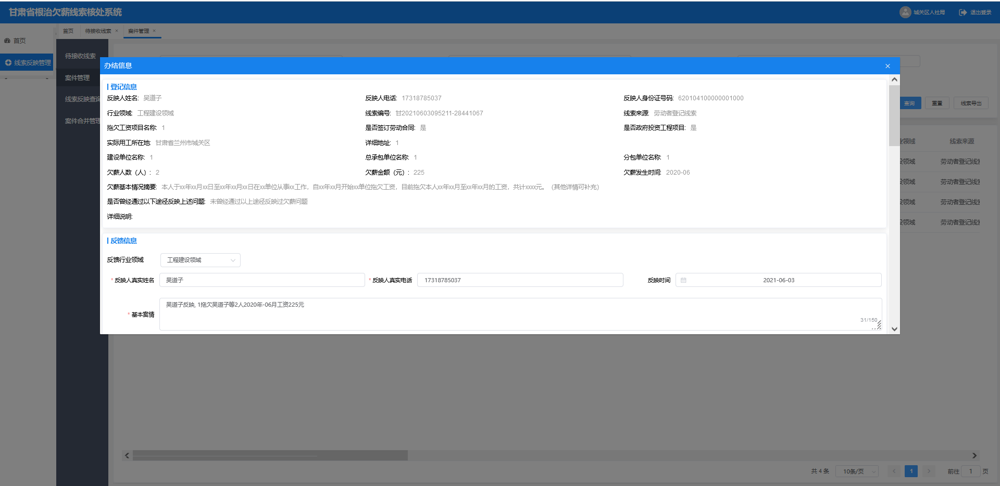 甘肃省根治欠薪线索核处系统
城关区人社局 退出登录
首页 待接收线索 × 案件管理 ×
首页
线索反映管理
待接收线索
案件管理
线索反映查询
案件合并管理
查询 重置 线索导出
业领域 线索来源
设领域 劳动者登记线索
设领域 劳动者登记线索
设领域 劳动者登记线索
设领域 劳动者登记线索
办结信息
登记信息
反映人姓名: 吴道子 反映人电话: 17318785037 反映人身份证号码: 620104100000001000
行业领域: 工程建设领域 线索编号: 甘20210603095211-28441067 线索来源: 劳动者登记线索
拖欠工资项目名称: 1 是否签订劳动合同: 是 是否政府投资工程项目: 是
实际用工所在地: 甘肃省兰州市城关区 详细地址: 1
建设单位名称: 1 总承包单位名称: 1 分包单位名称: 1
欠薪人数（人）: 2 欠薪金额（元）: 225 欠薪发生时间: 2020-06
欠薪基本情况摘要: 本人于xx年xx月xx日至xx年xx月xx日在xx单位从事xx工作，自xx年xx月开始xx单位拖欠工资，目前拖欠本人xx年xx月至xx年xx月的工资，共计xxxx元。（其他详情可补充）
是否曾经通过以下途径反映上述问题: 未曾经通过以上途径反映过欠薪问题
详细说明:
反馈信息
反馈行业领域 工程建设领域
* 反映人真实姓名 吴道子 * 反映人真实电话 17318785037 反映时间 2021-06-03
* 基本案情 吴道子反映, 1拖欠吴道子等2人2020年-06月工资225元
31/150
共 4 条 10条/页 1 前往 1 页